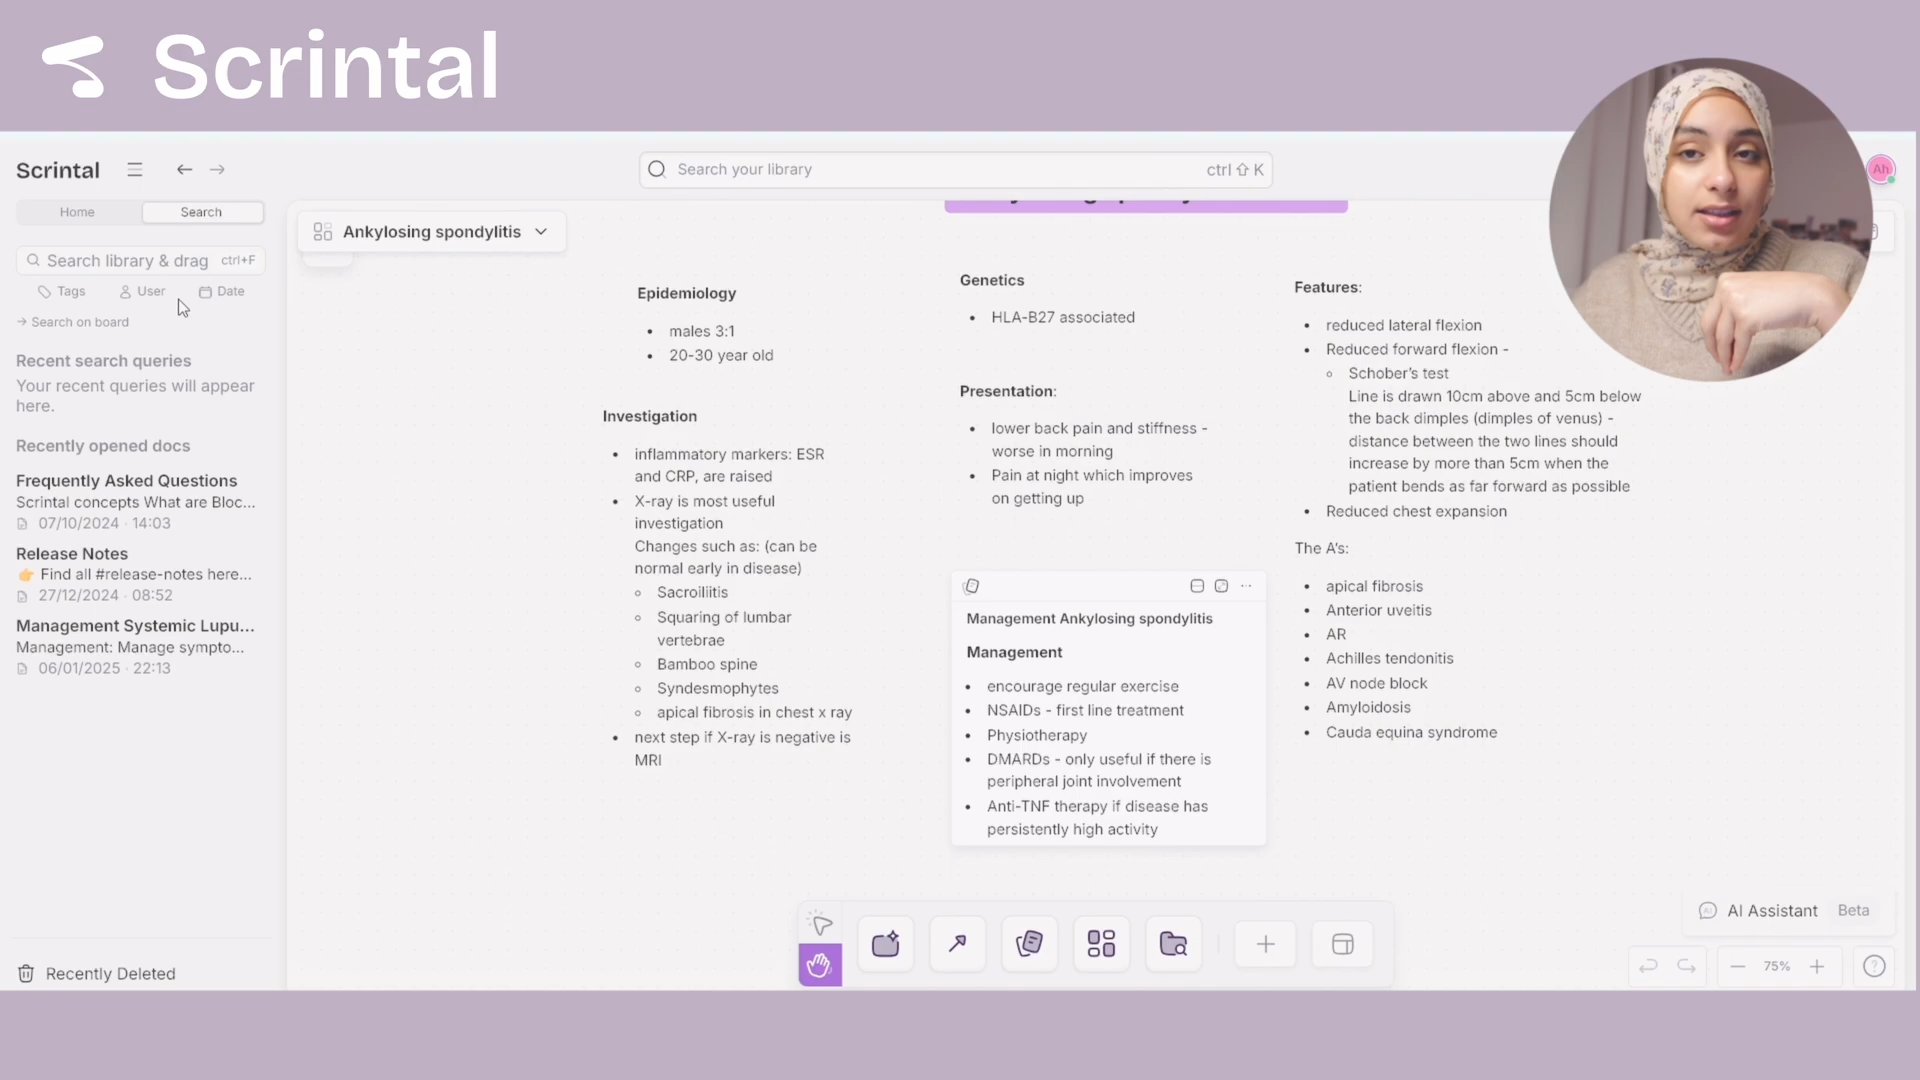 Scrintal
Scrintal
Search your library
ctrl ⇧ K
Ah
Home
Search
Search library & drag
ctrl+F
Tags
User
Date
→ Search on board
Recent search queries
Your recent queries will appear
here.
Recently opened docs
Frequently Asked Questions
Scrintal concepts What are Bloc...
07/10/2024 · 14:03
Release Notes
👉 Find all #release-notes here...
27/12/2024 · 08:52
Management Systemic Lupu...
Management: Manage sympto...
06/01/2025 · 22:13
Recently Deleted
Ankylosing spondylitis
Epidemiology
• males 3:1
• 20-30 year old
Investigation
• inflammatory markers: ESR
and CRP, are raised
• X-ray is most useful
investigation
Changes such as: (can be
normal early in disease)
◦ Sacroiliitis
◦ Squaring of lumbar
vertebrae
◦ Bamboo spine
◦ Syndesmophytes
◦ apical fibrosis in chest x ray
• next step if X-ray is negative is
MRI
Genetics
• HLA-B27 associated
Presentation:
• lower back pain and stiffness -
worse in morning
• Pain at night which improves
on getting up
Management Ankylosing spondylitis
Management
• encourage regular exercise
• NSAIDs - first line treatment
• Physiotherapy
• DMARDs - only useful if there is
peripheral joint involvement
• Anti-TNF therapy if disease has
persistently high activity
Features:
• reduced lateral flexion
• Reduced forward flexion -
◦ Schober's test
Line is drawn 10cm above and 5cm below
the back dimples (dimples of venus) -
distance between the two lines should
increase by more than 5cm when the
patient bends as far forward as possible
• Reduced chest expansion
The A's:
• apical fibrosis
• Anterior uveitis
• AR
• Achilles tendonitis
• AV node block
• Amyloidosis
• Cauda equina syndrome
AI Assistant
Beta
75%